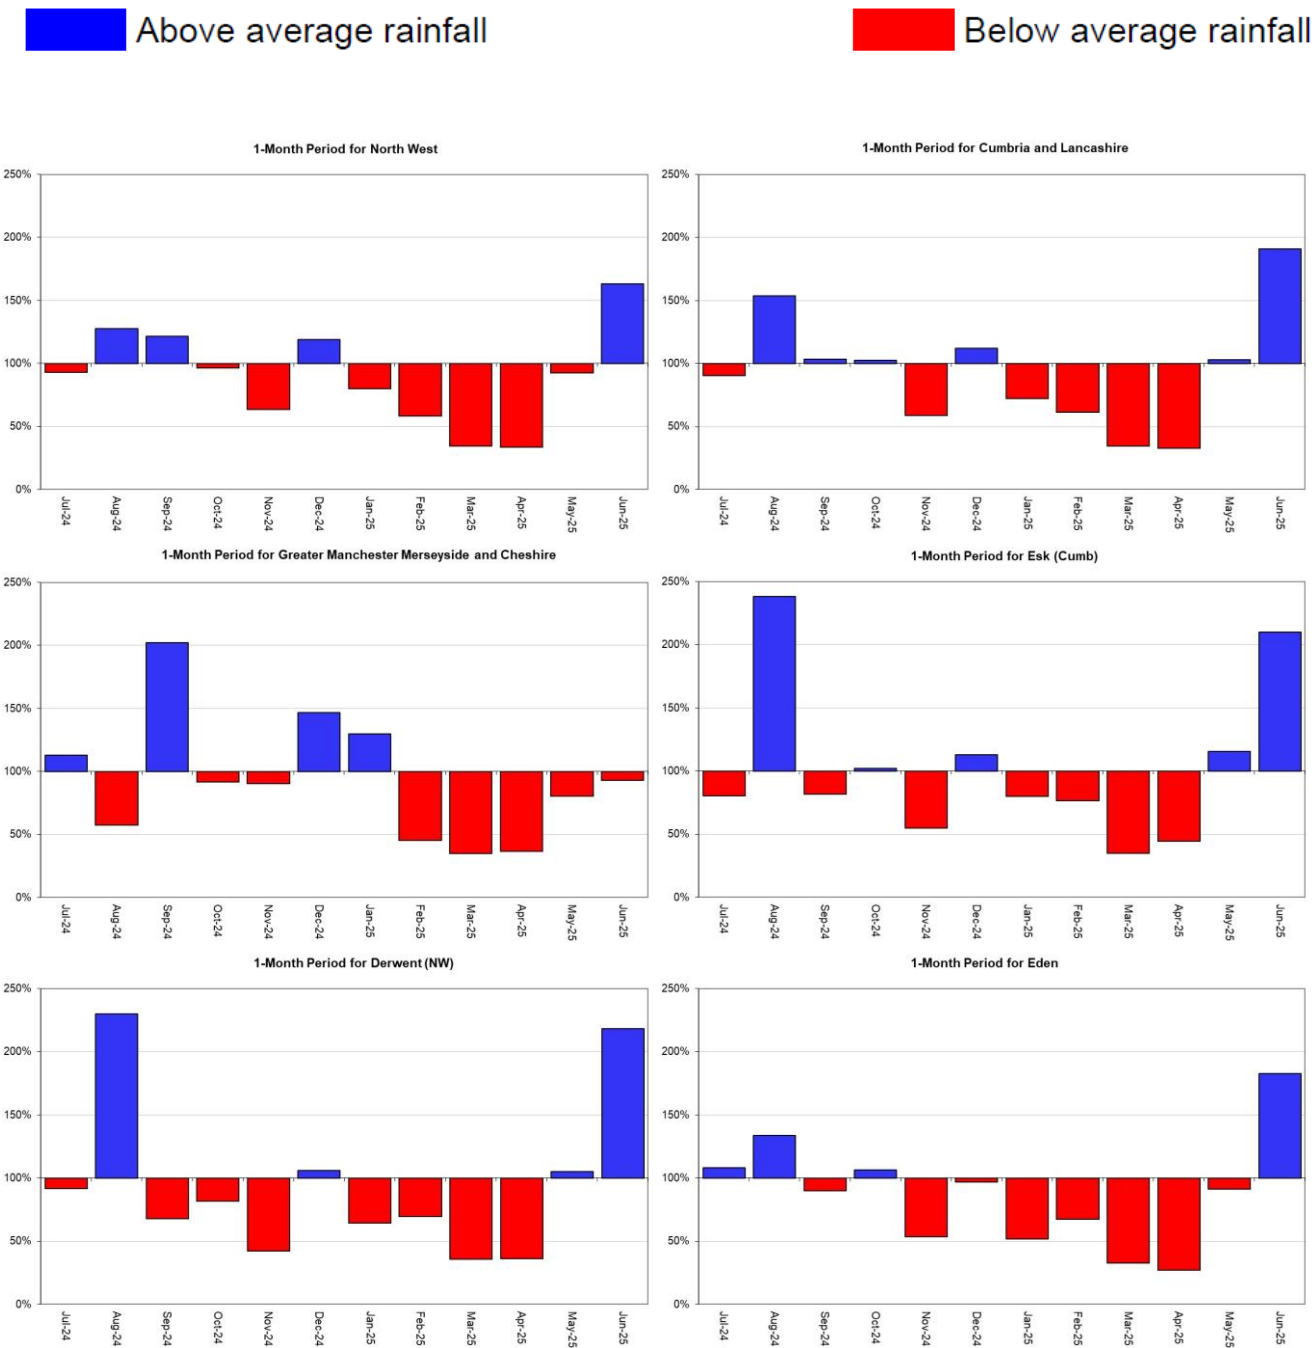 Above average rainfall
Below average rainfall
1-Month Period for North West
250%
200%
150%
100%
50%
0%
Jul-24
Aug-24
Sep-24
Oct-24
Nov-24
Dec-24
Jan-25
Feb-25
Mar-25
Apr-25
May-25
Jun-25
1-Month Period for Cumbria and Lancashire
250%
200%
150%
100%
50%
0%
Jul-24
Aug-24
Sep-24
Oct-24
Nov-24
Dec-24
Jan-25
Feb-25
Mar-25
Apr-25
May-25
Jun-25
1-Month Period for Greater Manchester Merseyside and Cheshire
250%
200%
150%
100%
50%
0%
Jul-24
Aug-24
Sep-24
Oct-24
Nov-24
Dec-24
Jan-25
Feb-25
Mar-25
Apr-25
May-25
Jun-25
1-Month Period for Esk (Cumb)
250%
200%
150%
100%
50%
0%
Jul-24
Aug-24
Sep-24
Oct-24
Nov-24
Dec-24
Jan-25
Feb-25
Mar-25
Apr-25
May-25
Jun-25
1-Month Period for Derwent (NW)
250%
200%
150%
100%
50%
0%
Jul-24
Aug-24
Sep-24
Oct-24
Nov-24
Dec-24
Jan-25
Feb-25
Mar-25
Apr-25
May-25
Jun-25
1-Month Period for Eden
250%
200%
150%
100%
50%
0%
Jul-24
Aug-24
Sep-24
Oct-24
Nov-24
Dec-24
Jan-25
Feb-25
Mar-25
Apr-25
May-25
Jun-25